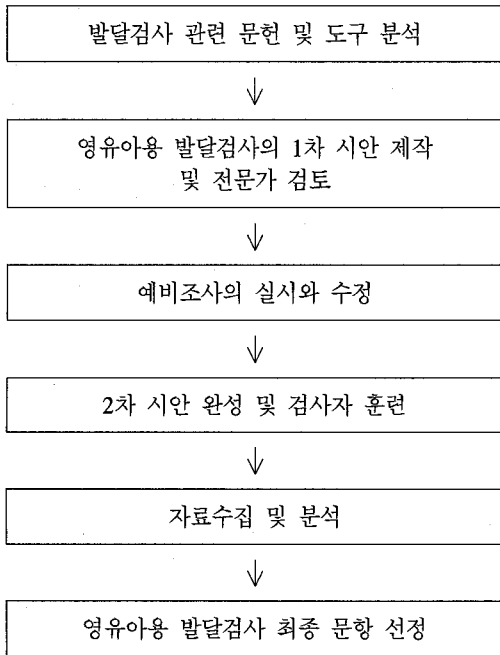 발달검사 관련 문헌 및 도구 분석
↓
영유아용 발달검사의 1차 시안 제작
및 전문가 검토
↓
예비조사의 실시와 수정
↓
2차 시안 완성 및 검사자 훈련
↓
자료수집 및 분석
↓
영유아용 발달검사 최종 문항 선정